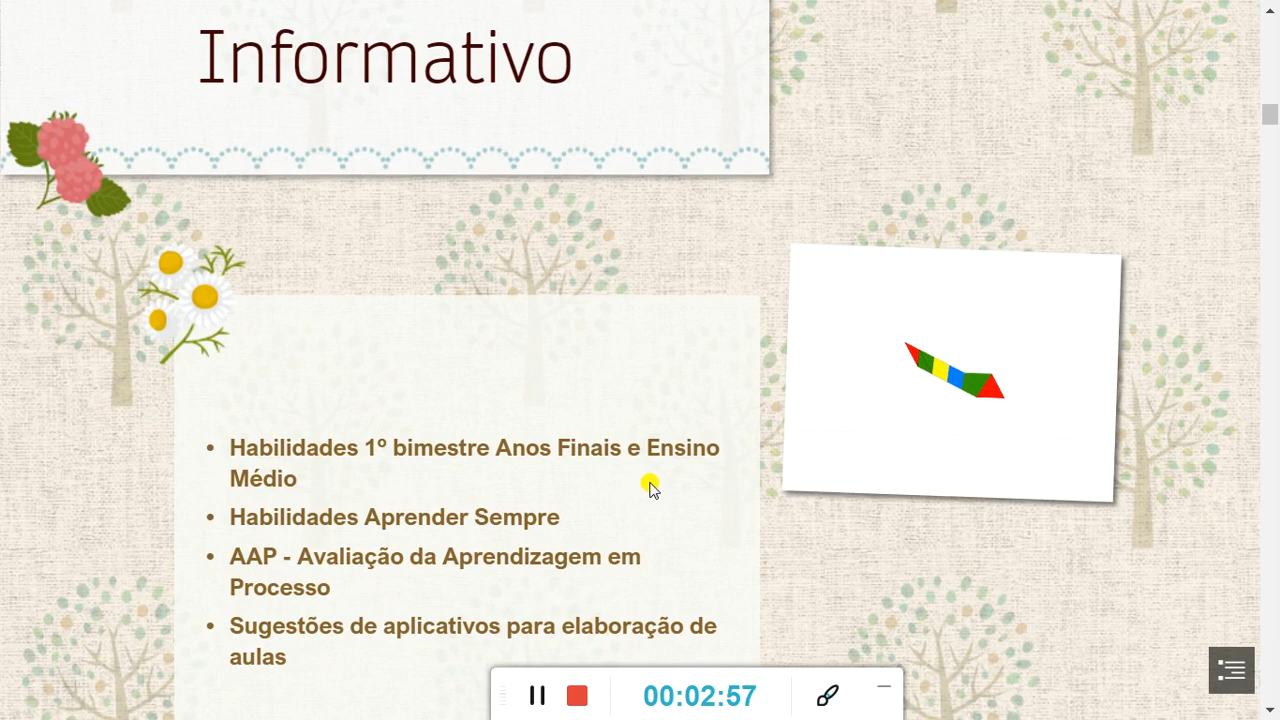 Informativo
• Habilidades 1º bimestre Anos Finais e Ensino
Médio
• Habilidades Aprender Sempre
• AAP - Avaliação da Aprendizagem em
Processo
• Sugestões de aplicativos para elaboração de
aulas
00:02:57